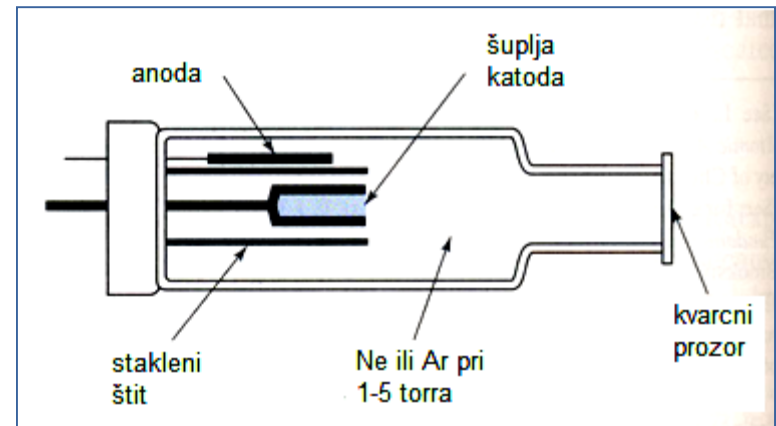 anoda
šuplja
katoda
stakleni
štit
Ne ili Ar pri
1-5 torra
kvarcni
prozor